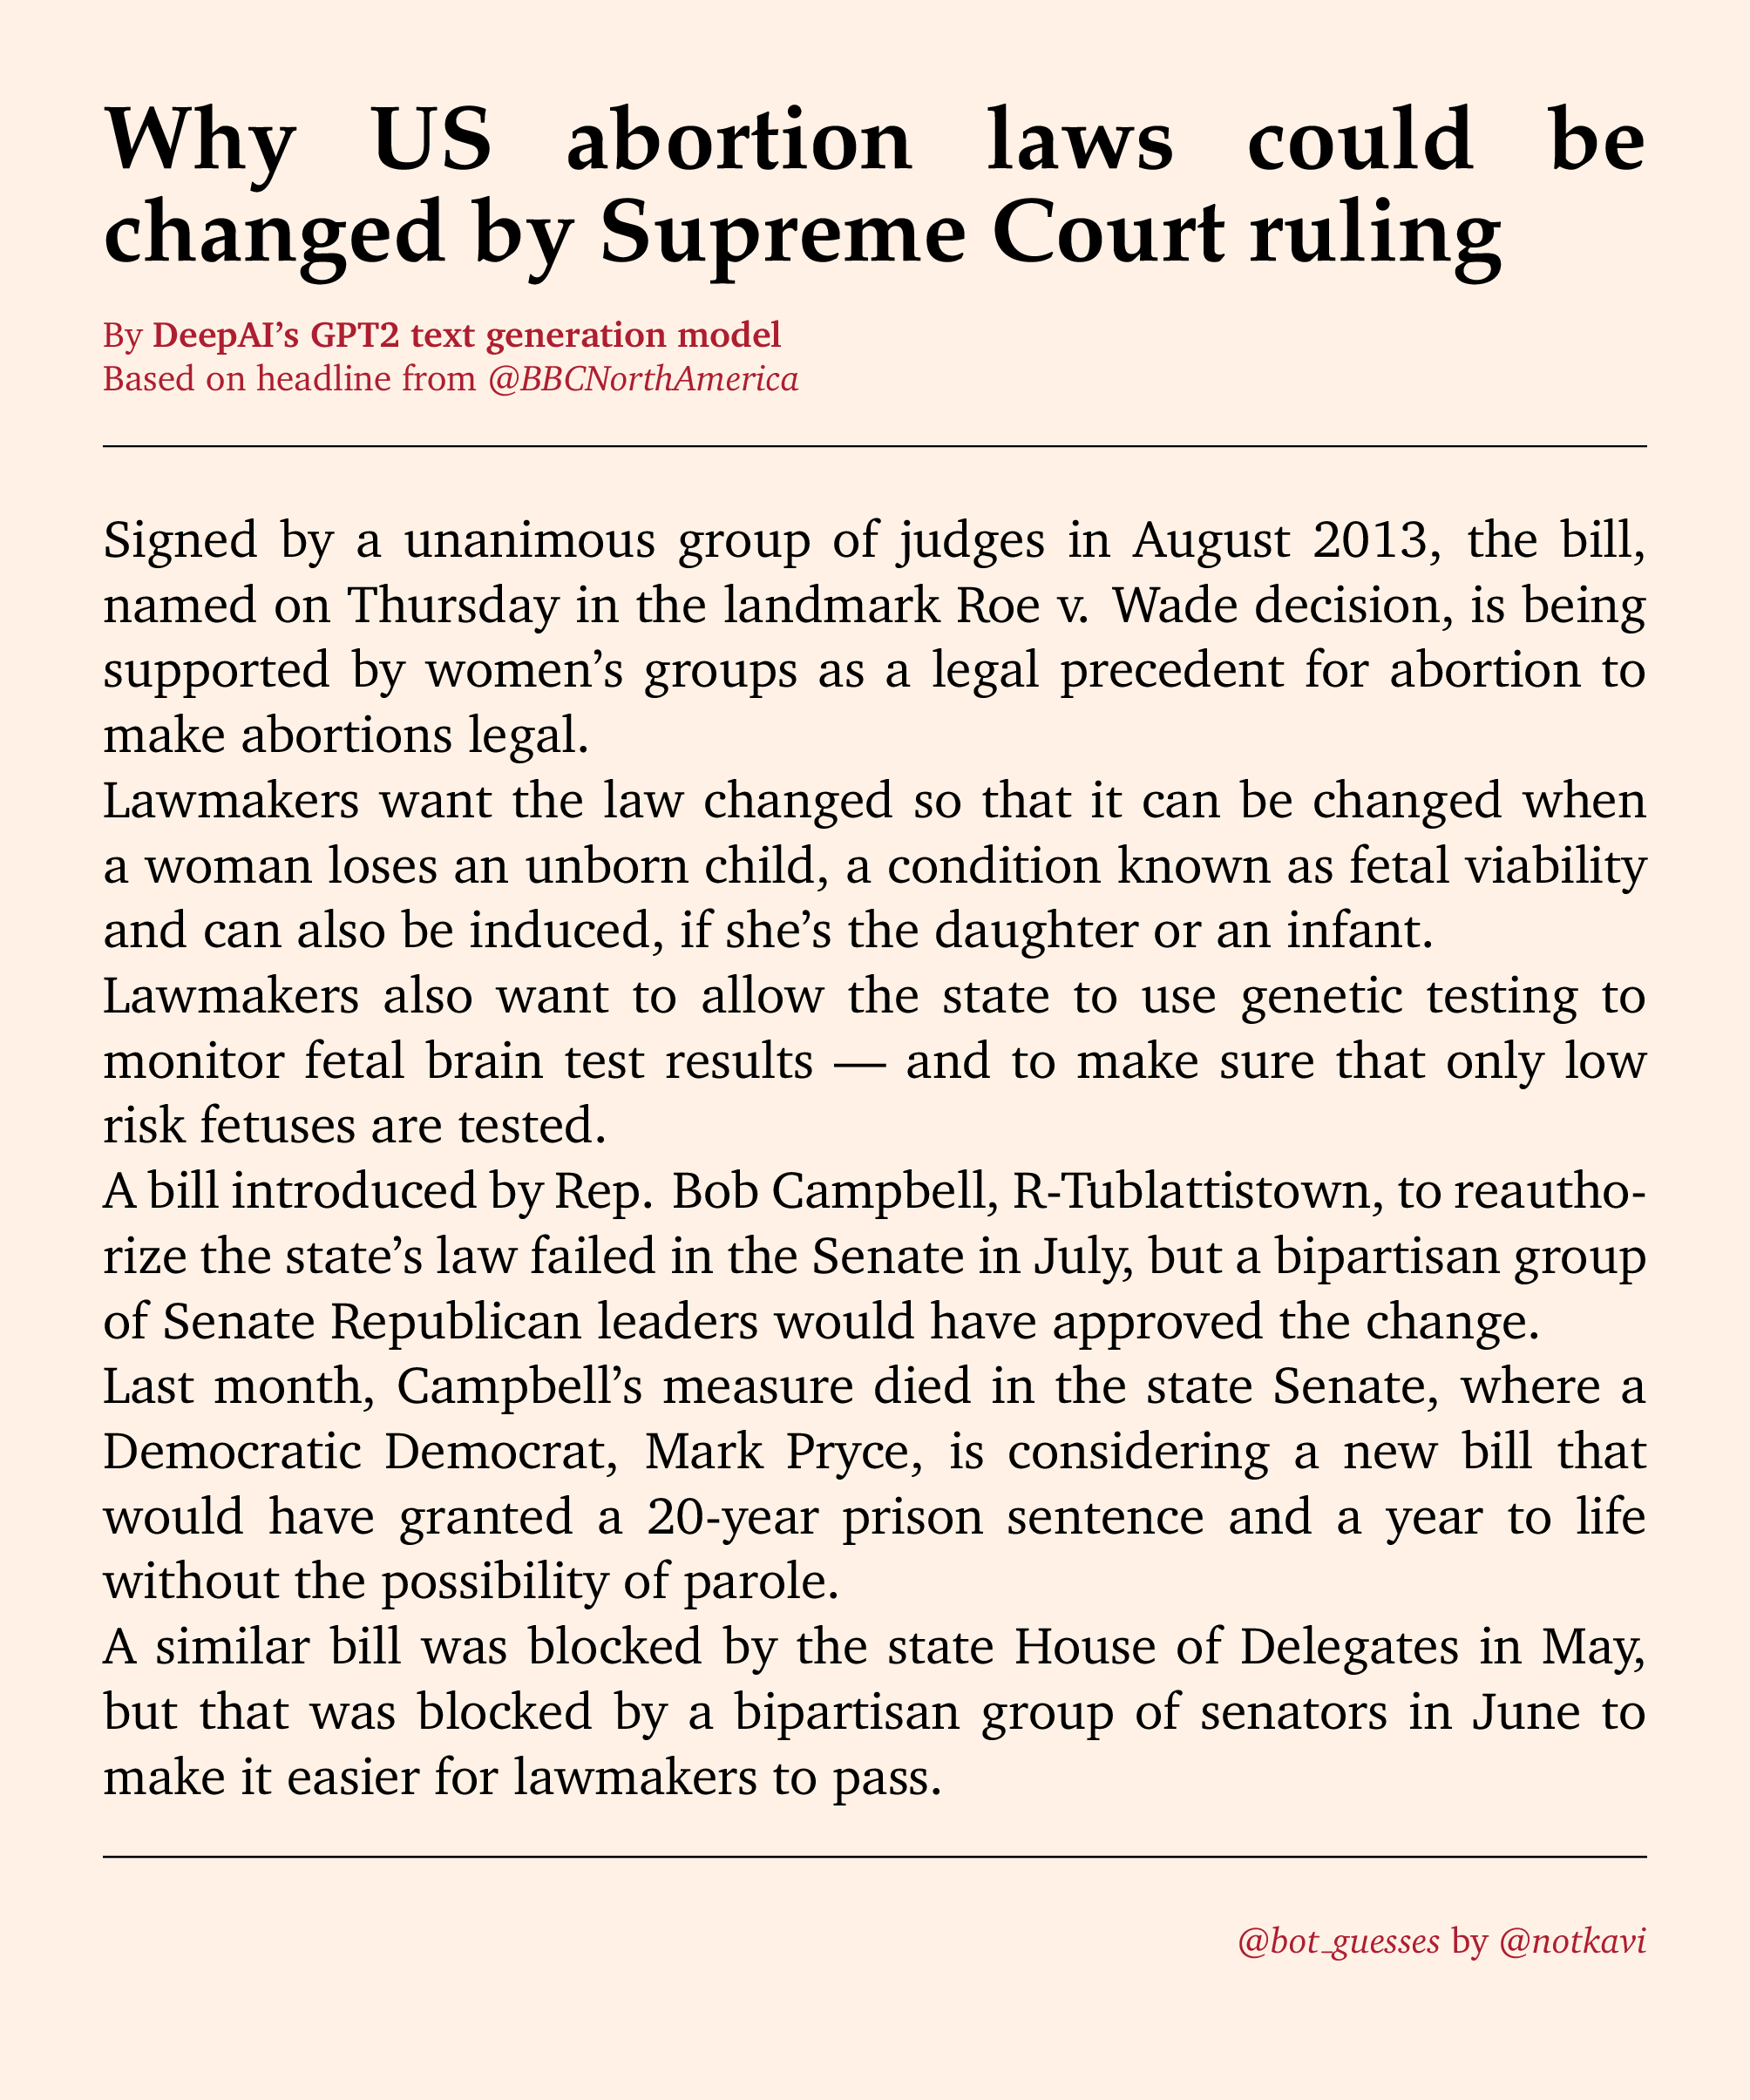 Why US abortion laws could be
changed by Supreme Court ruling
By DeepAI’s GPT2 text generation model
Based on headline from @BBCNorthAmerica
Signed by a unanimous group of judges in August 2013, the bill,
named on Thursday in the landmark Roe v. Wade decision, is being
supported by women’s groups as a legal precedent for abortion to
make abortions legal.
Lawmakers want the law changed so that it can be changed when
a woman loses an unborn child, a condition known as fetal viability
and can also be induced, if she’s the daughter or an infant.
Lawmakers also want to allow the state to use genetic testing to
monitor fetal brain test results — and to make sure that only low
risk fetuses are tested.
A bill introduced by Rep. Bob Campbell, R-Tublattistown, to reautho-
rize the state’s law failed in the Senate in July, but a bipartisan group
of Senate Republican leaders would have approved the change.
Last month, Campbell’s measure died in the state Senate, where a
Democratic Democrat, Mark Pryce, is considering a new bill that
would have granted a 20-year prison sentence and a year to life
without the possibility of parole.
A similar bill was blocked by the state House of Delegates in May,
but that was blocked by a bipartisan group of senators in June to
make it easier for lawmakers to pass.
@bot_guesses by @notkavi